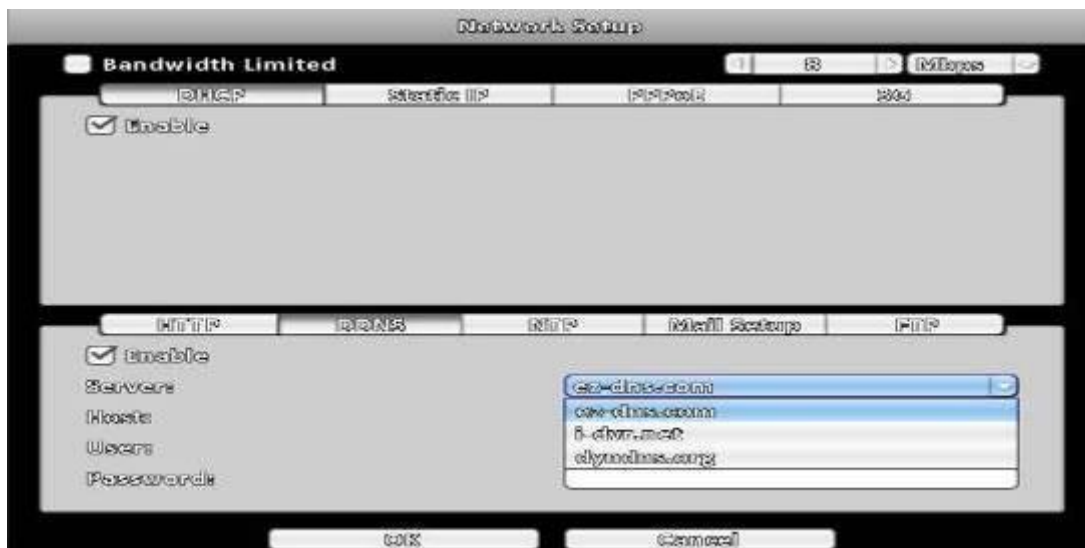 Network Setup
Bandwidth Limited 8 Mbps
DHCP Static IP PPPoE 3G
Enable
HTTP DDNS NTP Mail Setup FTP
Enable
Server: ez-dns.com
ez-dns.com
Host:
i-dvr.net
User:
dyndns.org
Password:
OK Cancel